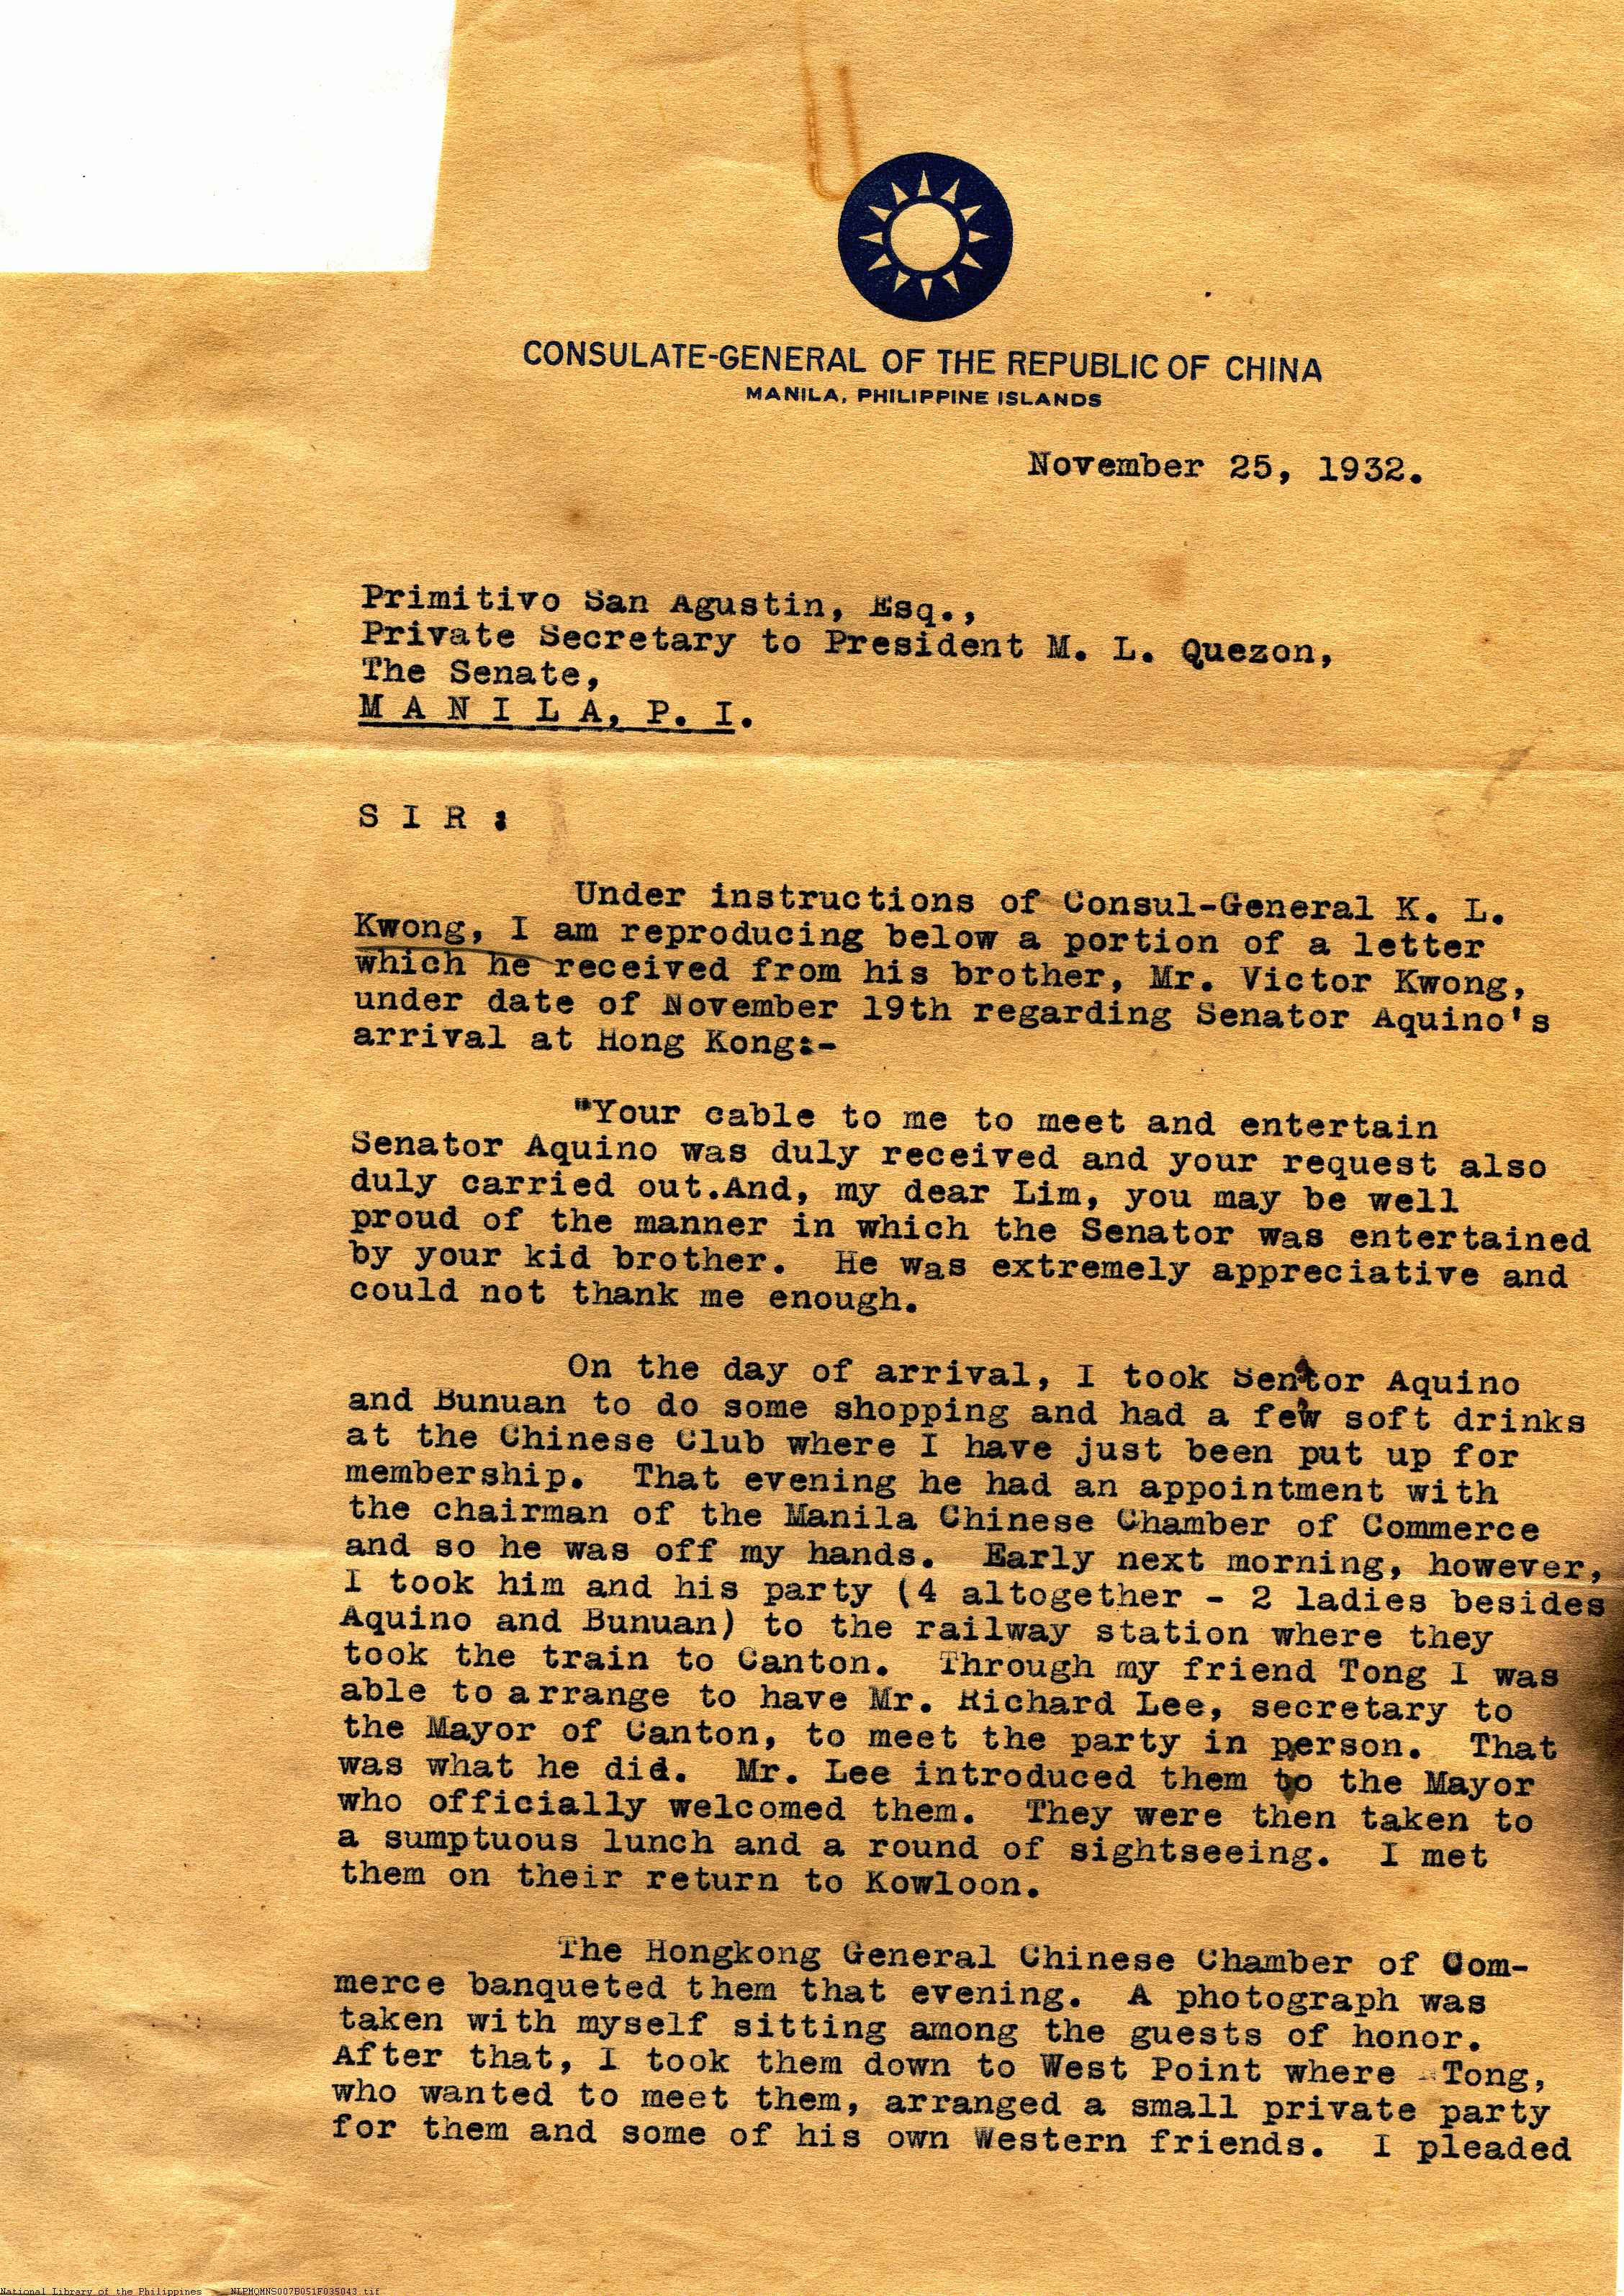 CONSULATE-GENERAL OF THE REPUBLIC OF CHINA
MANILA, PHILIPPINE ISLANDS
November 25, 1932.
Primitivo San Agustin, Esq.,
Private Secretary to President M. L. Quezon,
The Senate,
M A N I L A, P. I.
S I R :
Under instructions of Consul-General K. L.
Kwong, I am reproducing below a portion of a letter
which he received from his brother, Mr. Victor Kwong,
under date of November 19th regarding Senator Aquino's
arrival at Hong Kong:-
"Your cable to me to meet and entertain
Senator Aquino was duly received and your request also
duly carried out.And, my dear Lim, you may be well
proud of the manner in which the Senator was entertained
by your kid brother. He was extremely appreciative and
could not thank me enough.
On the day of arrival, I took Senator Aquino
and Bunuan to do some shopping and had a few soft drinks
at the Chinese Club where I have just been put up for
membership. That evening he had an appointment with
the chairman of the Manila Chinese Chamber of Commerce
and so he was off my hands. Early next morning, however,
I took him and his party (4 altogether - 2 ladies besides
Aquino and Bunuan) to the railway station where they
took the train to Canton. Through my friend Tong I was
able to arrange to have Mr. Richard Lee, secretary to
the Mayor of Canton, to meet the party in person. That
was what he did. Mr. Lee introduced them to the Mayor
who officially welcomed them. They were then taken to
a sumptuous lunch and a round of sightseeing. I met
them on their return to Kowloon.
The Hongkong General Chinese Chamber of Com-
merce banqueted them that evening. A photograph was
taken with myself sitting among the guests of honor.
After that, I took them down to West Point where Tong,
who wanted to meet them, arranged a small private party
for them and some of his own Western friends. I pleaded
National Library of the Philippines NLPMQMNS007B051F035043.tif